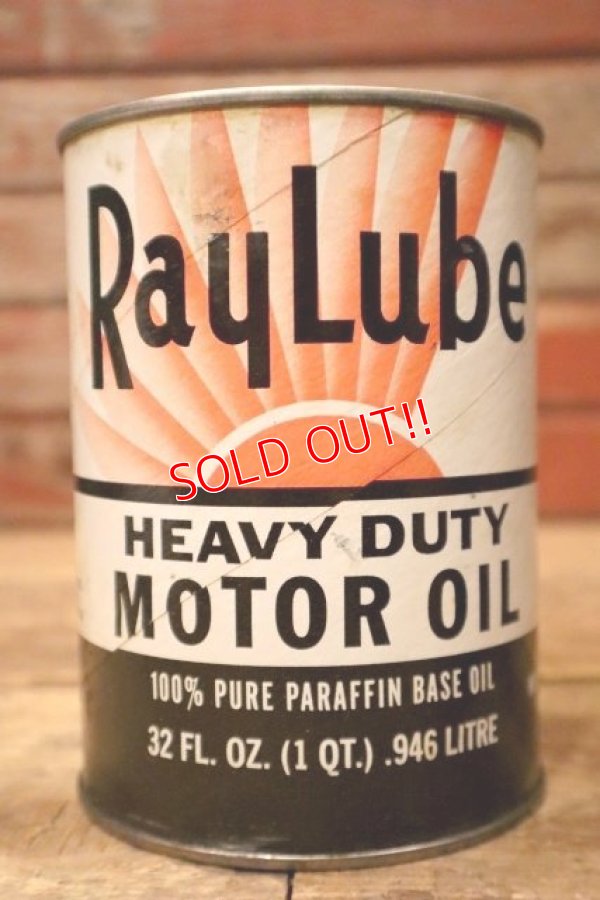 RayLube
SOLD OUT!!
HEAVY DUTY
MOTOR OIL
100% PURE PARAFFIN BASE OIL
32 FL. OZ. (1 QT.) .946 LITRE